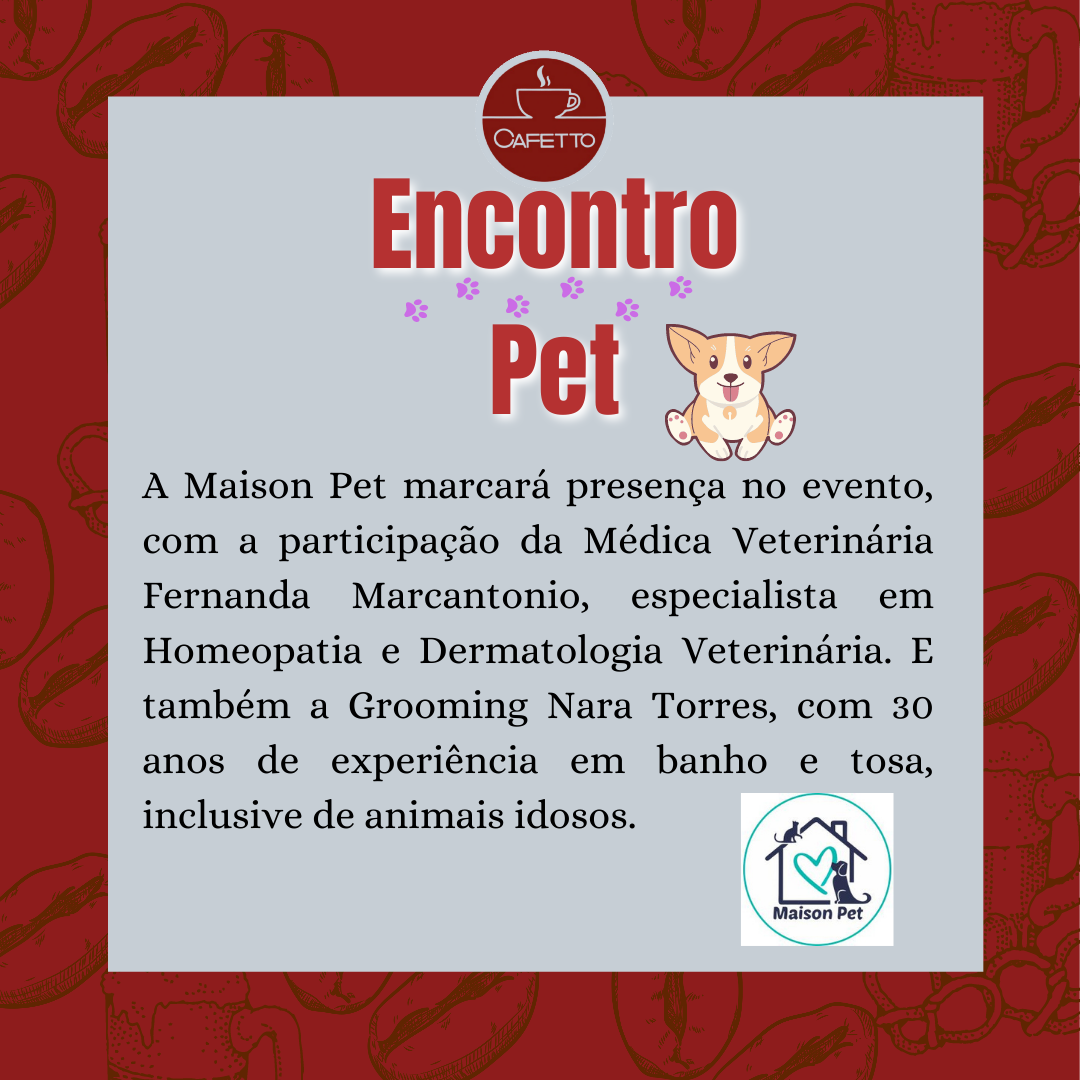 CAFETTO
Encontro
Pet
A Maison Pet marcará presença no evento,
com a participação da Médica Veterinária
Fernanda Marcantonio, especialista em
Homeopatia e Dermatologia Veterinária. E
também a Grooming Nara Torres, com 30
anos de experiência em banho e tosa,
inclusive de animais idosos.
Maison Pet